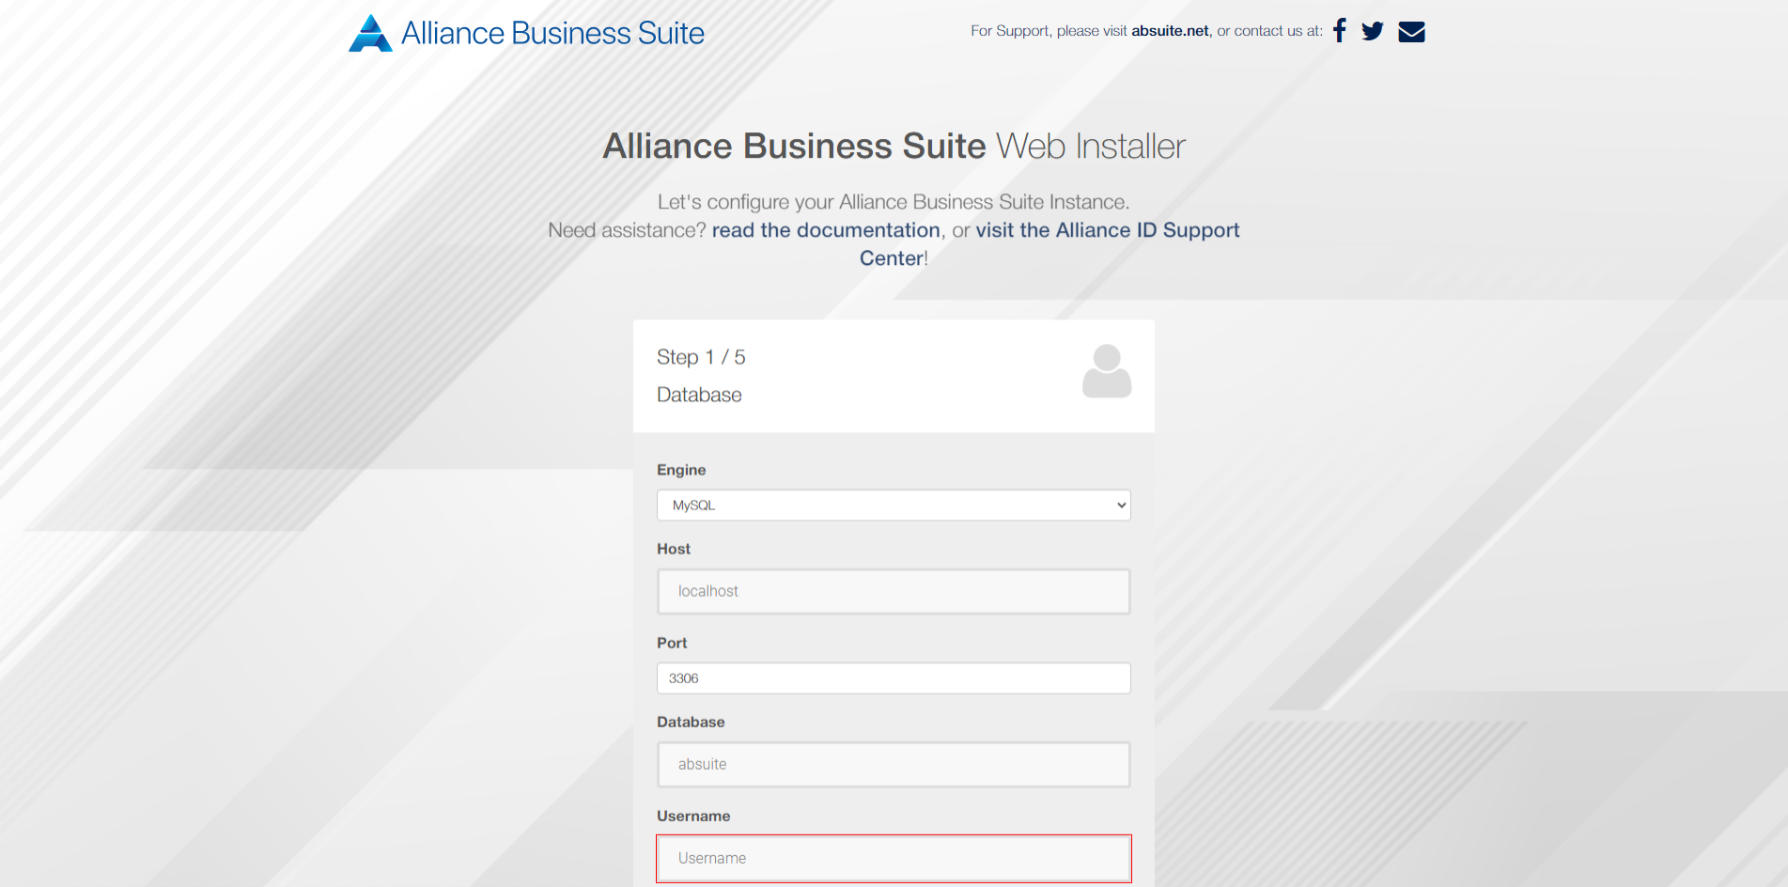 Alliance Business Suite
For Support, please visit absuite.net, or contact us at:
Alliance Business Suite Web Installer
Let's configure your Alliance Business Suite Instance.
Need assistance? read the documentation, or visit the Alliance ID Support
Center!
Step 1 / 5
Database
Engine
MySQL
Host
localhost
Port
3306
Database
absuite
Username
Username